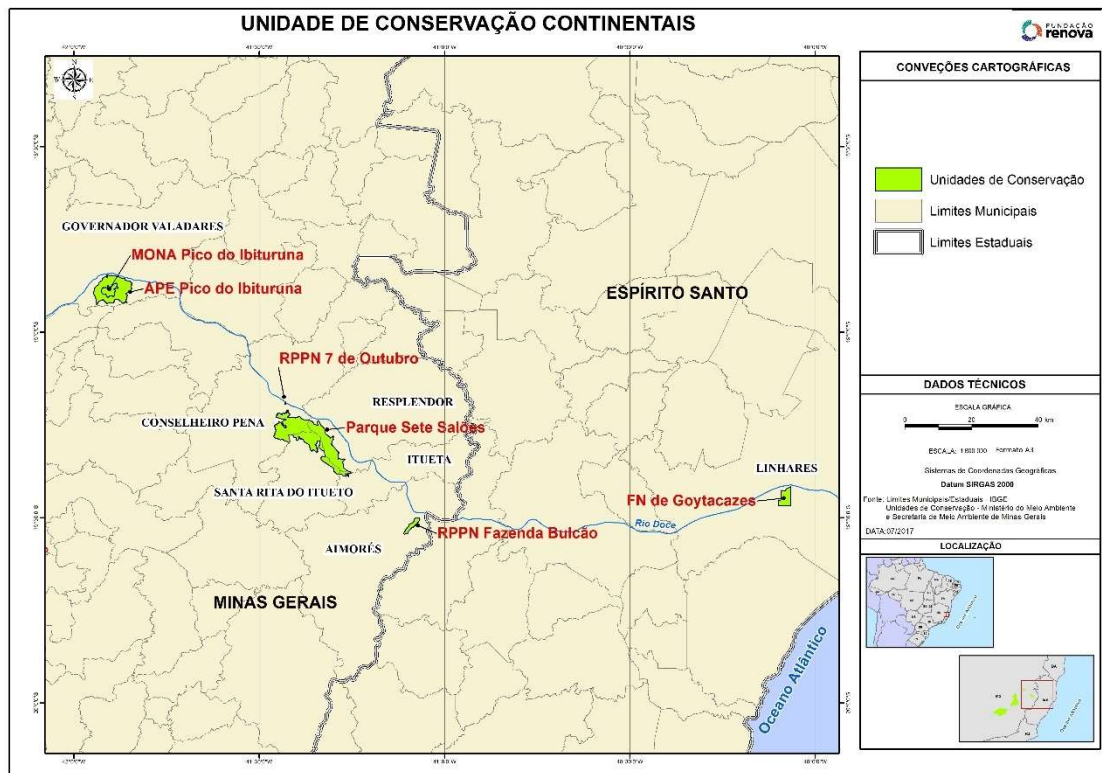 UNIDADE DE CONSERVAÇÃO CONTINENTAIS
FUNDAÇÃO
renova
N
W
E
S
GOVERNADOR VALADARES
MONA Pico do Ibituruna
APE Pico do Ibituruna
ESPÍRITO SANTO
RPPN 7 de Outubro
RESPLENDOR
CONSELHEIRO PENA
Parque Sete Salões
ITUETA
LINHARES
SANTA RITA DO ITUETO
FN de Goytacazes
Rio Doce
RPPN Fazenda Bulcão
AIMORÉS
MINAS GERAIS
Oceano Atlântico
CONVEÇÕES CARTOGRÁFICAS
Unidades de Conservação
Limites Municipais
Limites Estaduais
DADOS TÉCNICOS
ESCALA GRÁFICA
0 20 40 km
Formato A4
Sistemas de Coordenadas Geográficas
Datum SIRGAS 2000
Fonte: Limites Municipais/Estaduais - IBGE
Unidades de Conservação - Ministério do Meio Ambiente
e Secretaria de Meio Ambiente de Minas Gerais
DATA:07/2017
LOCALIZAÇÃO